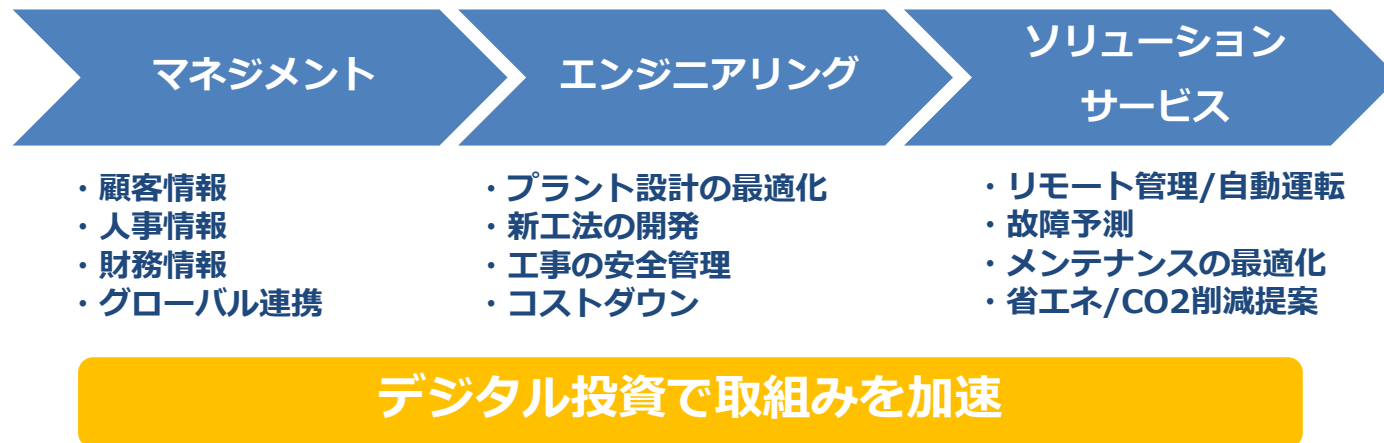 マネジメント
エンジニアリング
ソリューション
サービス
・顧客情報
・人事情報
・財務情報
・グローバル連携
・プラント設計の最適化
・新工法の開発
・工事の安全管理
・コストダウン
・リモート管理/自動運転
・故障予測
・メンテナンスの最適化
・省エネ/CO2削減提案
デジタル投資で取組みを加速